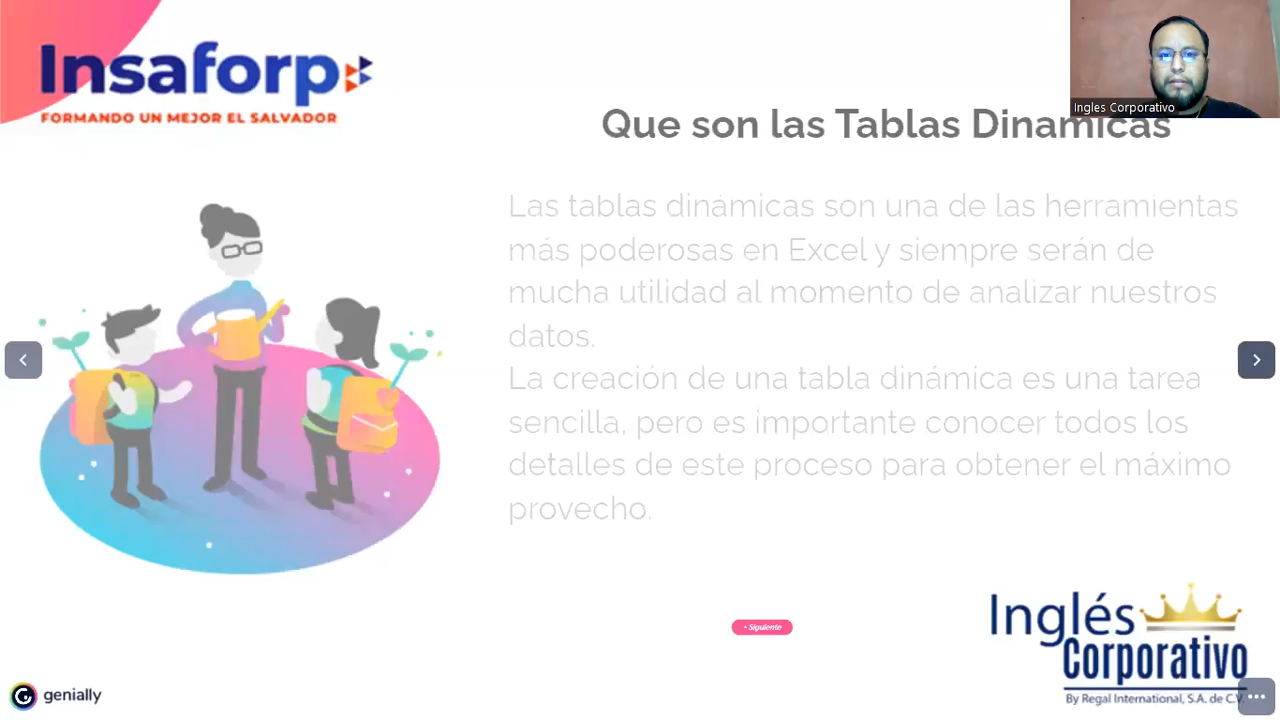 Insaforp
FORMANDO UN MEJOR EL SALVADOR
Ingles Corporativo
Que son las Tablas Dinamicas
Las tablas dinámicas son una de las herramientas
más poderosas en Excel y siempre serán de
mucha utilidad al momento de analizar nuestros
datos.
La creación de una tabla dinámica es una tarea
sencilla, pero es importante conocer todos los
detalles de este proceso para obtener el máximo
provecho.
• Siguiente
Inglés
Corporativo
By Regal International, S.A. de C.V.
genially